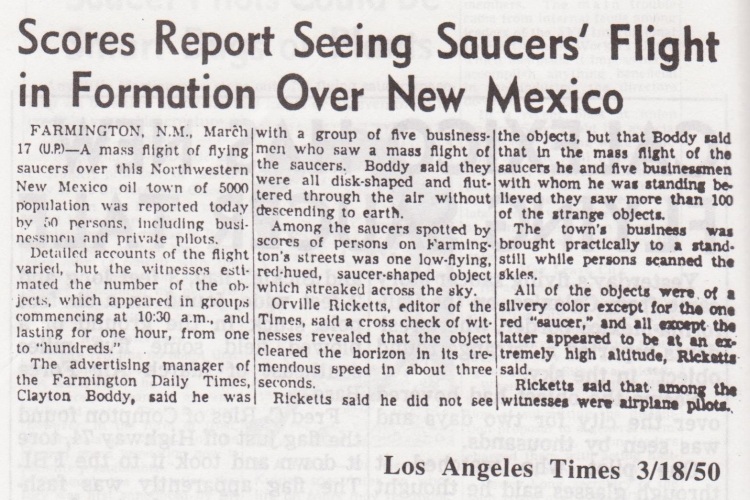 Scores Report Seeing Saucers' Flight
in Formation Over New Mexico
FARMINGTON, N.M., March
17 (U.P.)—A mass flight of flying
saucers over this Northwestern
New Mexico oil town of 5000
population was reported today
by 50 persons, including busi-
nessmen and private pilots.
Detailed accounts of the flight
varied, but the witnesses esti-
mated the number of the ob-
jects, which appeared in groups
commencing at 10:30 a.m., and
lasting for one hour, from one
to "hundreds."
The advertising manager of
the Farmington Daily Times,
Clayton Boddy, said he was
with a group of five business-
men who saw a mass flight of
the saucers. Boddy said they
were all disk-shaped and flut-
tered through the air without
descending to earth.
Among the saucers spotted by
scores of persons on Farming-
ton's streets was one low-flying,
red-hued, saucer-shaped object
which streaked across the sky.
Orville Ricketts, editor of the
Times, said a cross check of wit-
nesses revealed that the object
cleared the horizon in its tre-
mendous speed in about three
seconds.
Ricketts said he did not see
the objects, but that Boddy said
that in the mass flight of the
saucers he and five businessmen
with whom he was standing be-
lieved they saw more than 100
of the strange objects.
The town's business was
brought practically to a stand-
still while persons scanned the
skies.
All of the objects were of a
silvery color except for the one
red "saucer," and all except the
latter appeared to be at an ex-
tremely high altitude, Ricketts
said.
Ricketts said that among the
witnesses were airplane pilots.
Los Angeles Times 3/18/50